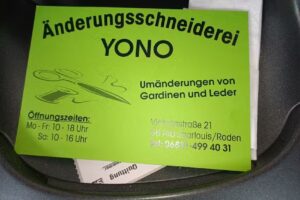 Änderungsschneiderei
YONO
Umänderungen von
Gardinen und Leder
Öffnungszeiten:
Mo - Fr: 10 - 18 Uhr
Sa: 10 - 16 Uhr
21
Saarlouis/Roden
499 40 31
Quittung